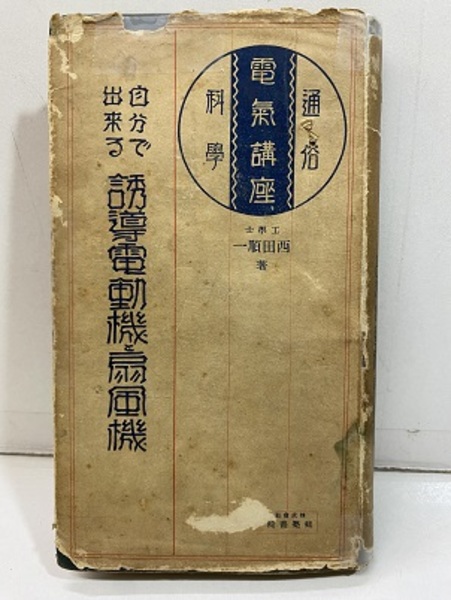 通俗
科學
電氣講座
工學士
西田順一
著
自分で
出来る
誘導電動機と扇風機